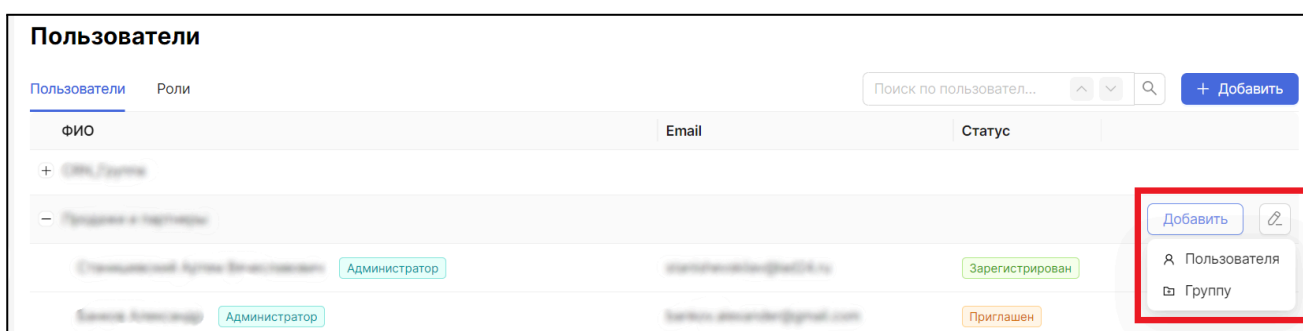 Пользователи
Пользователи Роли Поиск по пользовател... + Добавить
ФИО Email Статус
Добавить
Администратор Зарегистрирован Пользователя
Группу
Администратор Приглашен